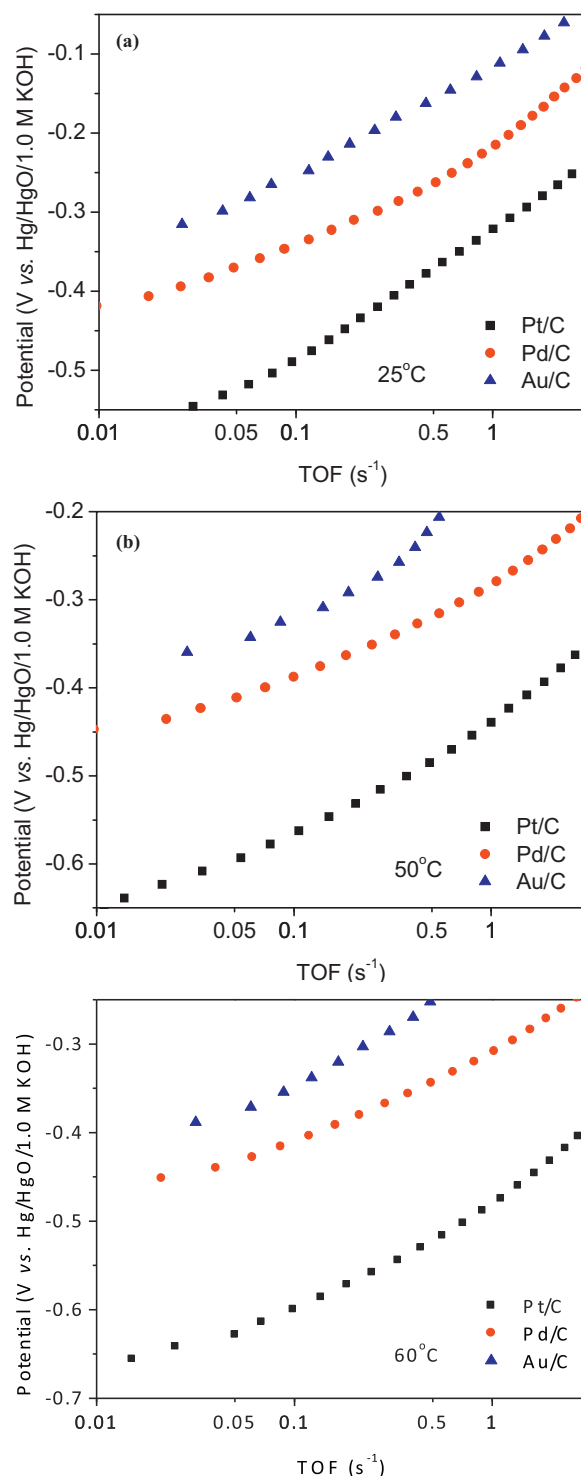 (a)
-0.1
-0.2
-0.3
-0.4
-0.5
Potential (V vs. Hg/HgO/1.0 M KOH)
Pt/C
Pd/C
Au/C
25°C
0.01 0.05 0.1 0.5 1
TOF (s⁻¹)
(b)
-0.2
-0.3
-0.4
-0.5
-0.6
Potential (V vs. Hg/HgO/1.0 M KOH)
Pt/C
Pd/C
Au/C
50°C
0.01 0.05 0.1 0.5 1
TOF (s⁻¹)
-0.3
-0.4
-0.5
-0.6
-0.7
Potential (V vs. Hg/HgO/1.0 M KOH)
Pt/C
Pd/C
Au/C
60°C
0.01 0.05 0.1 0.5 1
TOF (s⁻¹)